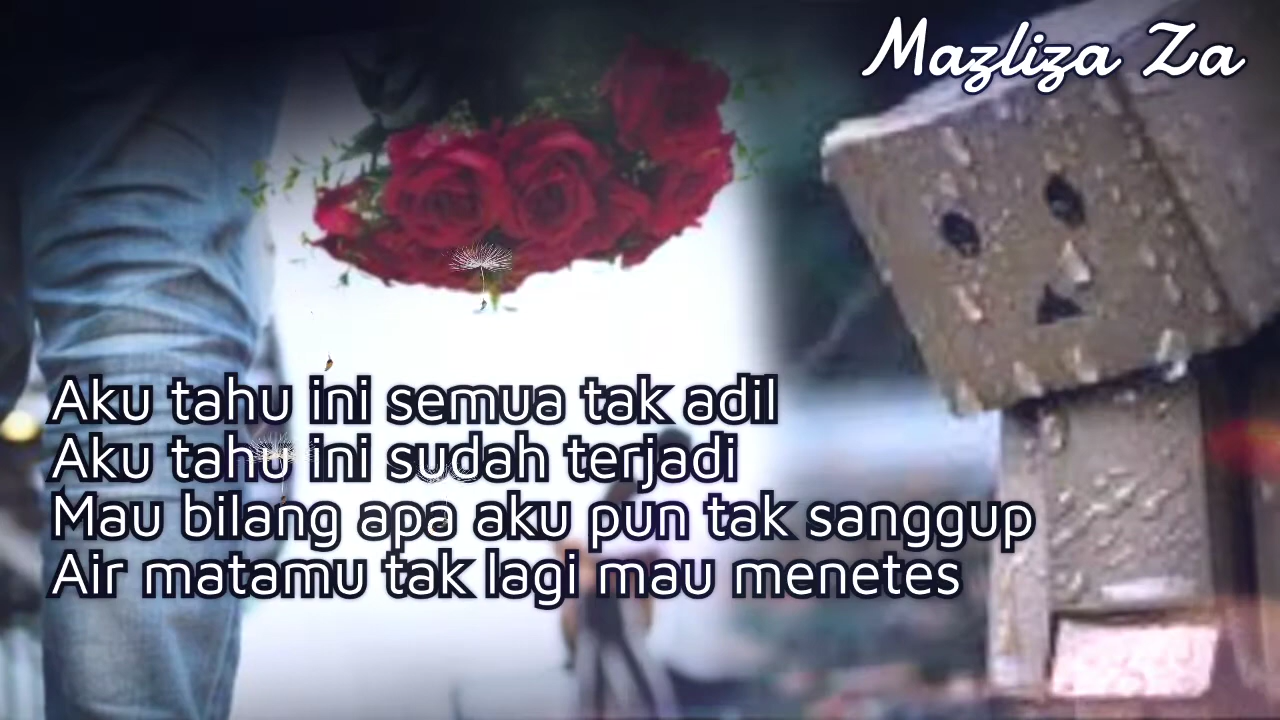 Mazliza Za
Aku tahu ini semua tak adil
Aku tahu ini sudah terjadi
Mau bilang apa aku pun tak sanggup
Air matamu tak lagi mau menetes